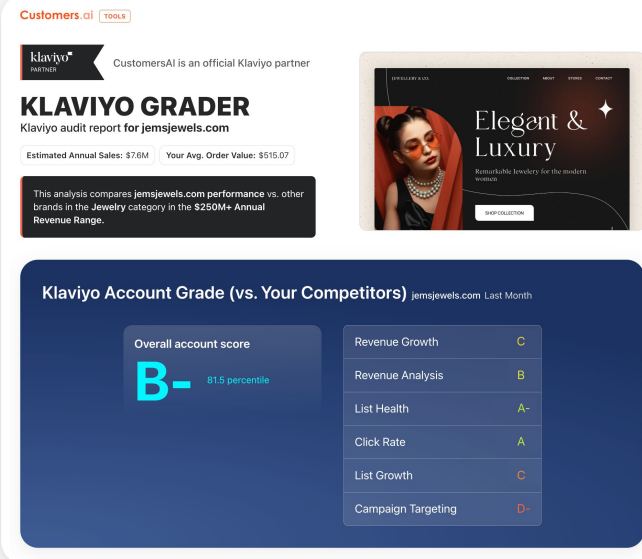 Customers.ai TOOLS
klaviyo
PARTNER
CustomersAI is an official Klaviyo partner
KLAVIYO GRADER
Klaviyo audit report for jemsjewels.com
Estimated Annual Sales: $7.6M
Your Avg. Order Value: $515.07
This analysis compares jemsjewels.com performance vs. other
brands in the Jewelry category in the $250M+ Annual
Revenue Range.
JEWELLERY & CO.
COLLECTION ABOUT STORES CONTACT
Elegant &
Luxury
Remarkable Jewelery for the modern
women
SHOP COLLECTION
Klaviyo Account Grade (vs. Your Competitors) jemsjewels.com Last Month
Overall account score
B- 81.5 percentile
Revenue Growth C
Revenue Analysis B
List Health A-
Click Rate A
List Growth C
Campaign Targeting D-